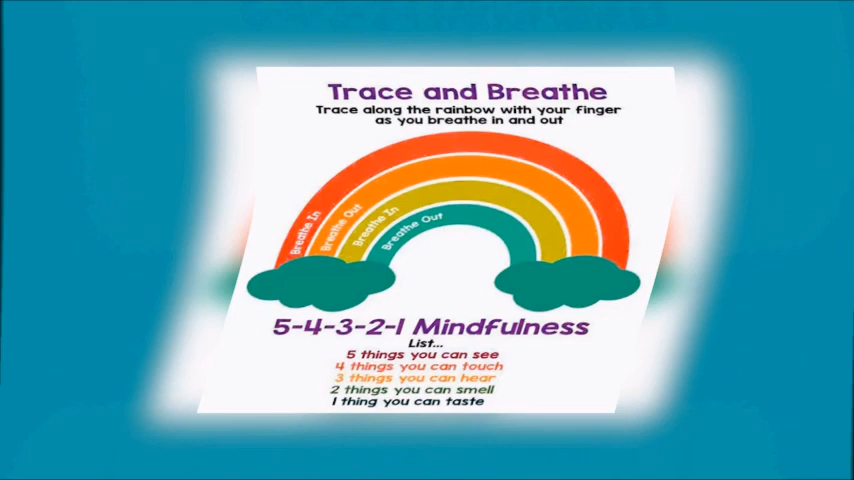 Trace and Breathe
Trace along the rainbow with your finger
as you breathe in and out
Breathe In
Breathe Out
Breathe In
Breathe Out
5-4-3-2-1 Mindfulness
List...
5 things you can see
4 things you can touch
3 things you can hear
2 things you can smell
1 thing you can taste